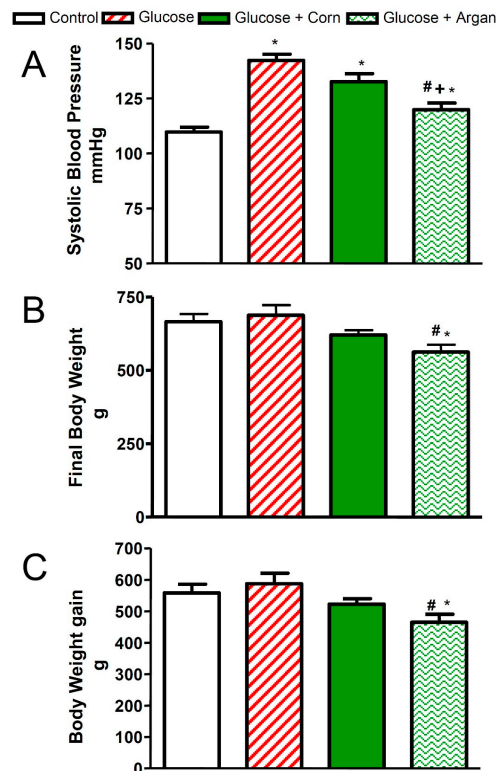 Control Glucose Glucose + Corn Glucose + Argan
A
Systolic Blood Pressure
mmHg
150
125
100
75
50
*
*
# + *
B
Final Body Weight
g
750
500
250
0
# *
C
Body Weight gain
g
700
600
500
400
300
200
100
0
# *